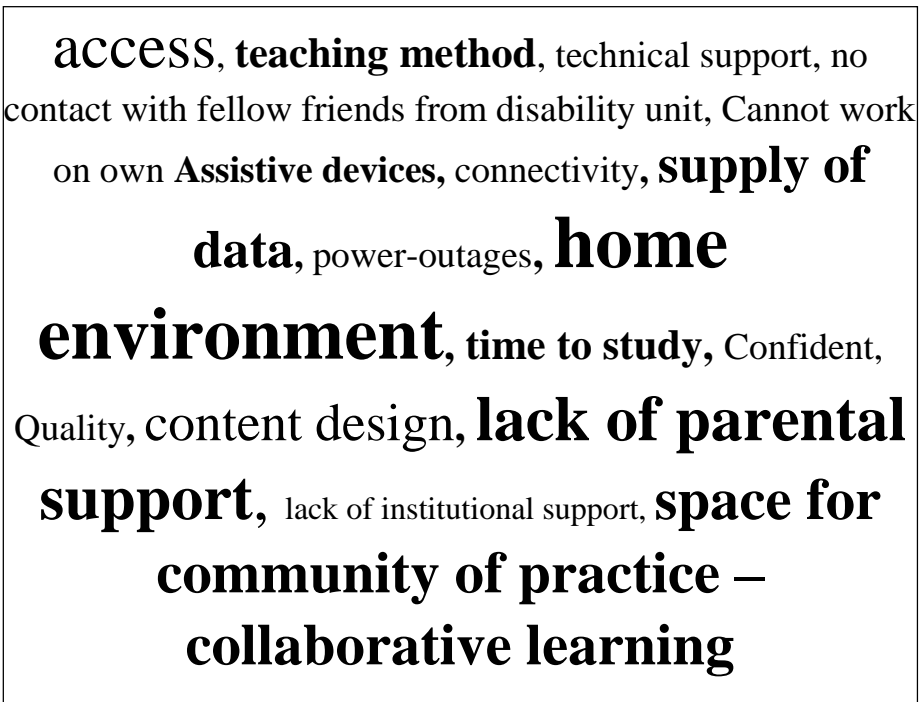 access, teaching method, technical support, no
contact with fellow friends from disability unit, Cannot work
on own Assistive devices, connectivity, supply of
data, power-outages, home
environment, time to study, Confident,
Quality, content design, lack of parental
support, lack of institutional support, space for
community of practice –
collaborative learning